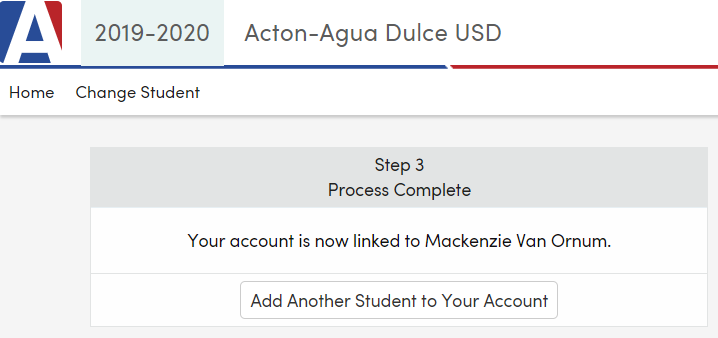 2019-2020 Acton-Agua Dulce USD
Home Change Student
Step 3
Process Complete
Your account is now linked to Mackenzie Van Ornum.
Add Another Student to Your Account